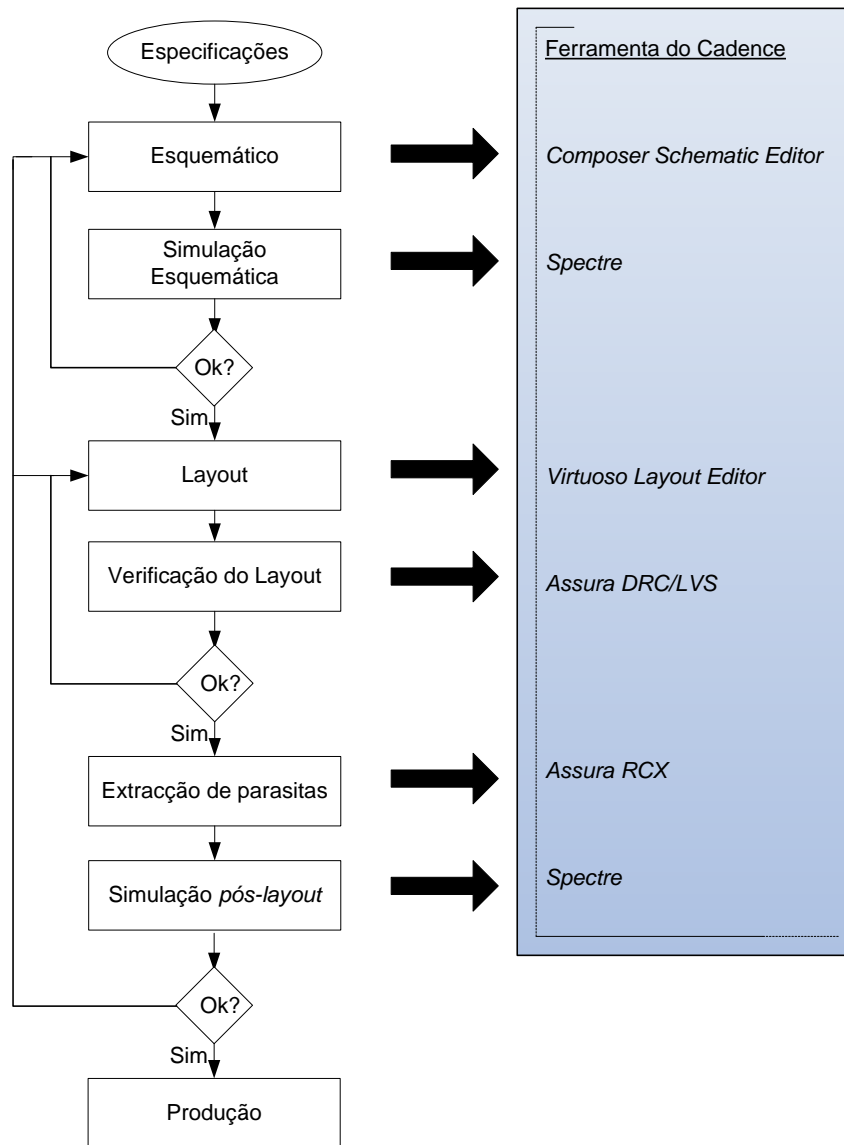 Especificações
Ferramenta do Cadence
Esquemático
Composer Schematic Editor
Simulação
Esquemática
Spectre
Ok?
Sim
Layout
Virtuoso Layout Editor
Verificação do Layout
Assura DRC/LVS
Ok?
Sim
Extracção de parasitas
Assura RCX
Simulação pós-layout
Spectre
Ok?
Sim
Produção